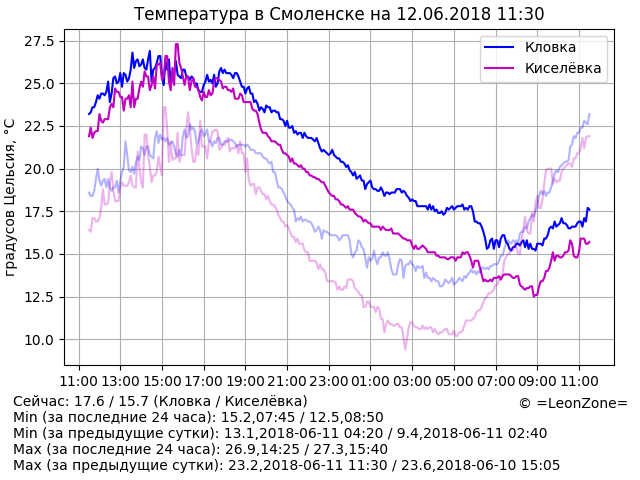 Температура в Смоленске на 12.06.2018 11:30
градусов Цельсия, °C
27.5
25.0
22.5
20.0
17.5
15.0
12.5
10.0
Кловка
Киселёвка
11:00 13:00 15:00 17:00 19:00 21:00 23:00 01:00 03:00 05:00 07:00 09:00 11:00
Сейчас: 17.6 / 15.7 (Кловка / Киселёвка)
© =LeonZone=
Min (за последние 24 часа): 15.2,07:45 / 12.5,08:50
Min (за предыдущие сутки): 13.1,2018-06-11 04:20 / 9.4,2018-06-11 02:40
Max (за последние 24 часа): 26.9,14:25 / 27.3,15:40
Max (за предыдущие сутки): 23.2,2018-06-11 11:30 / 23.6,2018-06-10 15:05